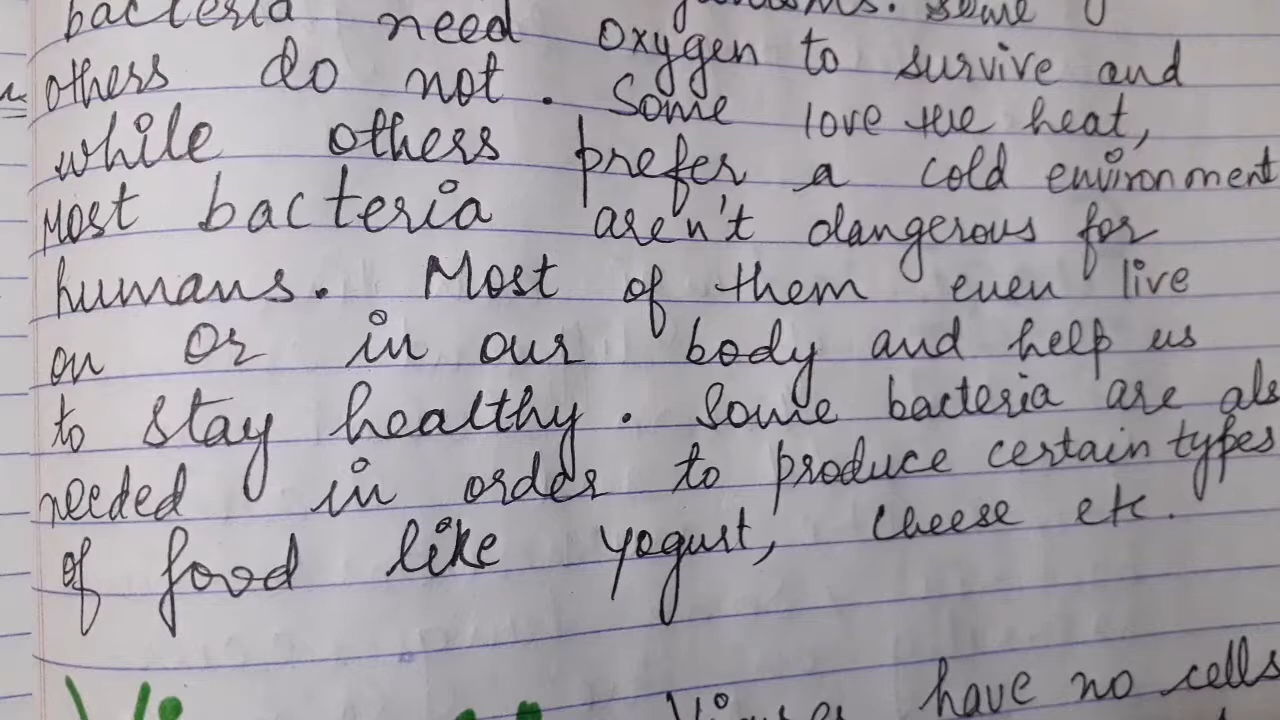 bacteria need
oxygen to survive and
others do not. Some love the heat,
while others prefer a cold environment
Most bacteria aren't dangerous for
humans. Most of them even live
on or in our body and help us
to stay healthy. Some bacteria are als
needed in order to produce certain types
of food like yogurt, cheese etc.
have no cells